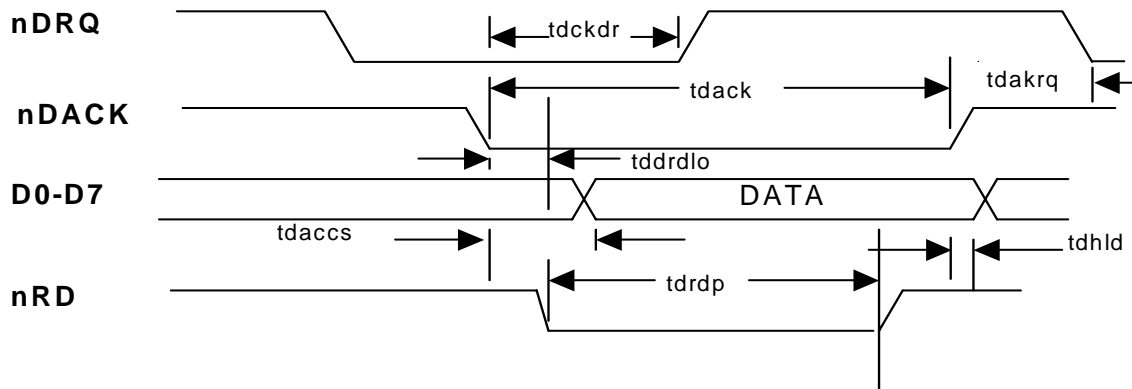 nDRQ
tdckdr
tdack
tdakrq
nDACK
tddrdlo
D0-D7
DATA
tdaccs
tdhld
tdrdp
nRD